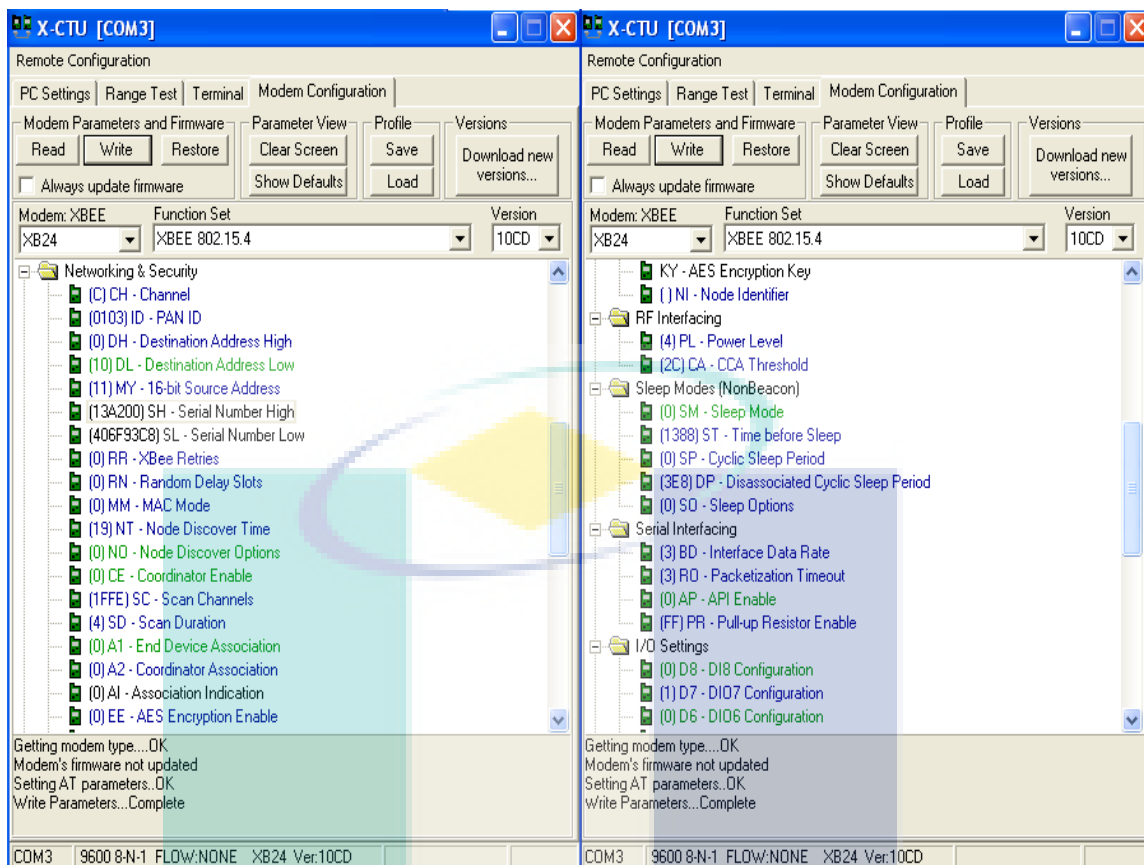 X-CTU [COM3]
Remote Configuration
PC Settings Range Test Terminal Modem Configuration
Modem Parameters and Firmware Parameter View Profile Versions
Read Write Restore Clear Screen Save Download new versions...
Always update firmware Show Defaults Load
Modem: XBEE Function Set Version
XB24 XBEE 802.15.4 10CD
Networking & Security
(C) CH - Channel
(0103) ID - PAN ID
(0) DH - Destination Address High
(10) DL - Destination Address Low
(11) MY - 16-bit Source Address
(13A200) SH - Serial Number High
(406F93C8) SL - Serial Number Low
(0) RR - XBee Retries
(0) RN - Random Delay Slots
(0) MM - MAC Mode
(19) NT - Node Discover Time
(0) NO - Node Discover Options
(0) CE - Coordinator Enable
(1FFE) SC - Scan Channels
(4) SD - Scan Duration
(0) A1 - End Device Association
(0) A2 - Coordinator Association
(0) AI - Association Indication
(0) EE - AES Encryption Enable
Getting modem type....OK
Modem's firmware not updated
Setting AT parameters..OK
Write Parameters...Complete
COM3 9600 8-N-1 FLOW:NONE XB24 Ver:10CD
X-CTU [COM3]
Remote Configuration
PC Settings Range Test Terminal Modem Configuration
Modem Parameters and Firmware Parameter View Profile Versions
Read Write Restore Clear Screen Save Download new versions...
Always update firmware Show Defaults Load
Modem: XBEE Function Set Version
XB24 XBEE 802.15.4 10CD
KY - AES Encryption Key
( ) NI - Node Identifier
RF Interfacing
(4) PL - Power Level
(2C) CA - CCA Threshold
Sleep Modes (NonBeacon)
(0) SM - Sleep Mode
(1388) ST - Time before Sleep
(0) SP - Cyclic Sleep Period
(3E8) DP - Disassociated Cyclic Sleep Period
(0) SO - Sleep Options
Serial Interfacing
(3) BD - Interface Data Rate
(3) RO - Packetization Timeout
(0) AP - API Enable
(FF) PR - Pull-up Resistor Enable
I/O Settings
(0) D8 - DI8 Configuration
(1) D7 - DIO7 Configuration
(0) D6 - DIO6 Configuration
Getting modem type....OK
Modem's firmware not updated
Setting AT parameters..OK
Write Parameters...Complete
COM3 9600 8-N-1 FLOW:NONE XB24 Ver:10CD